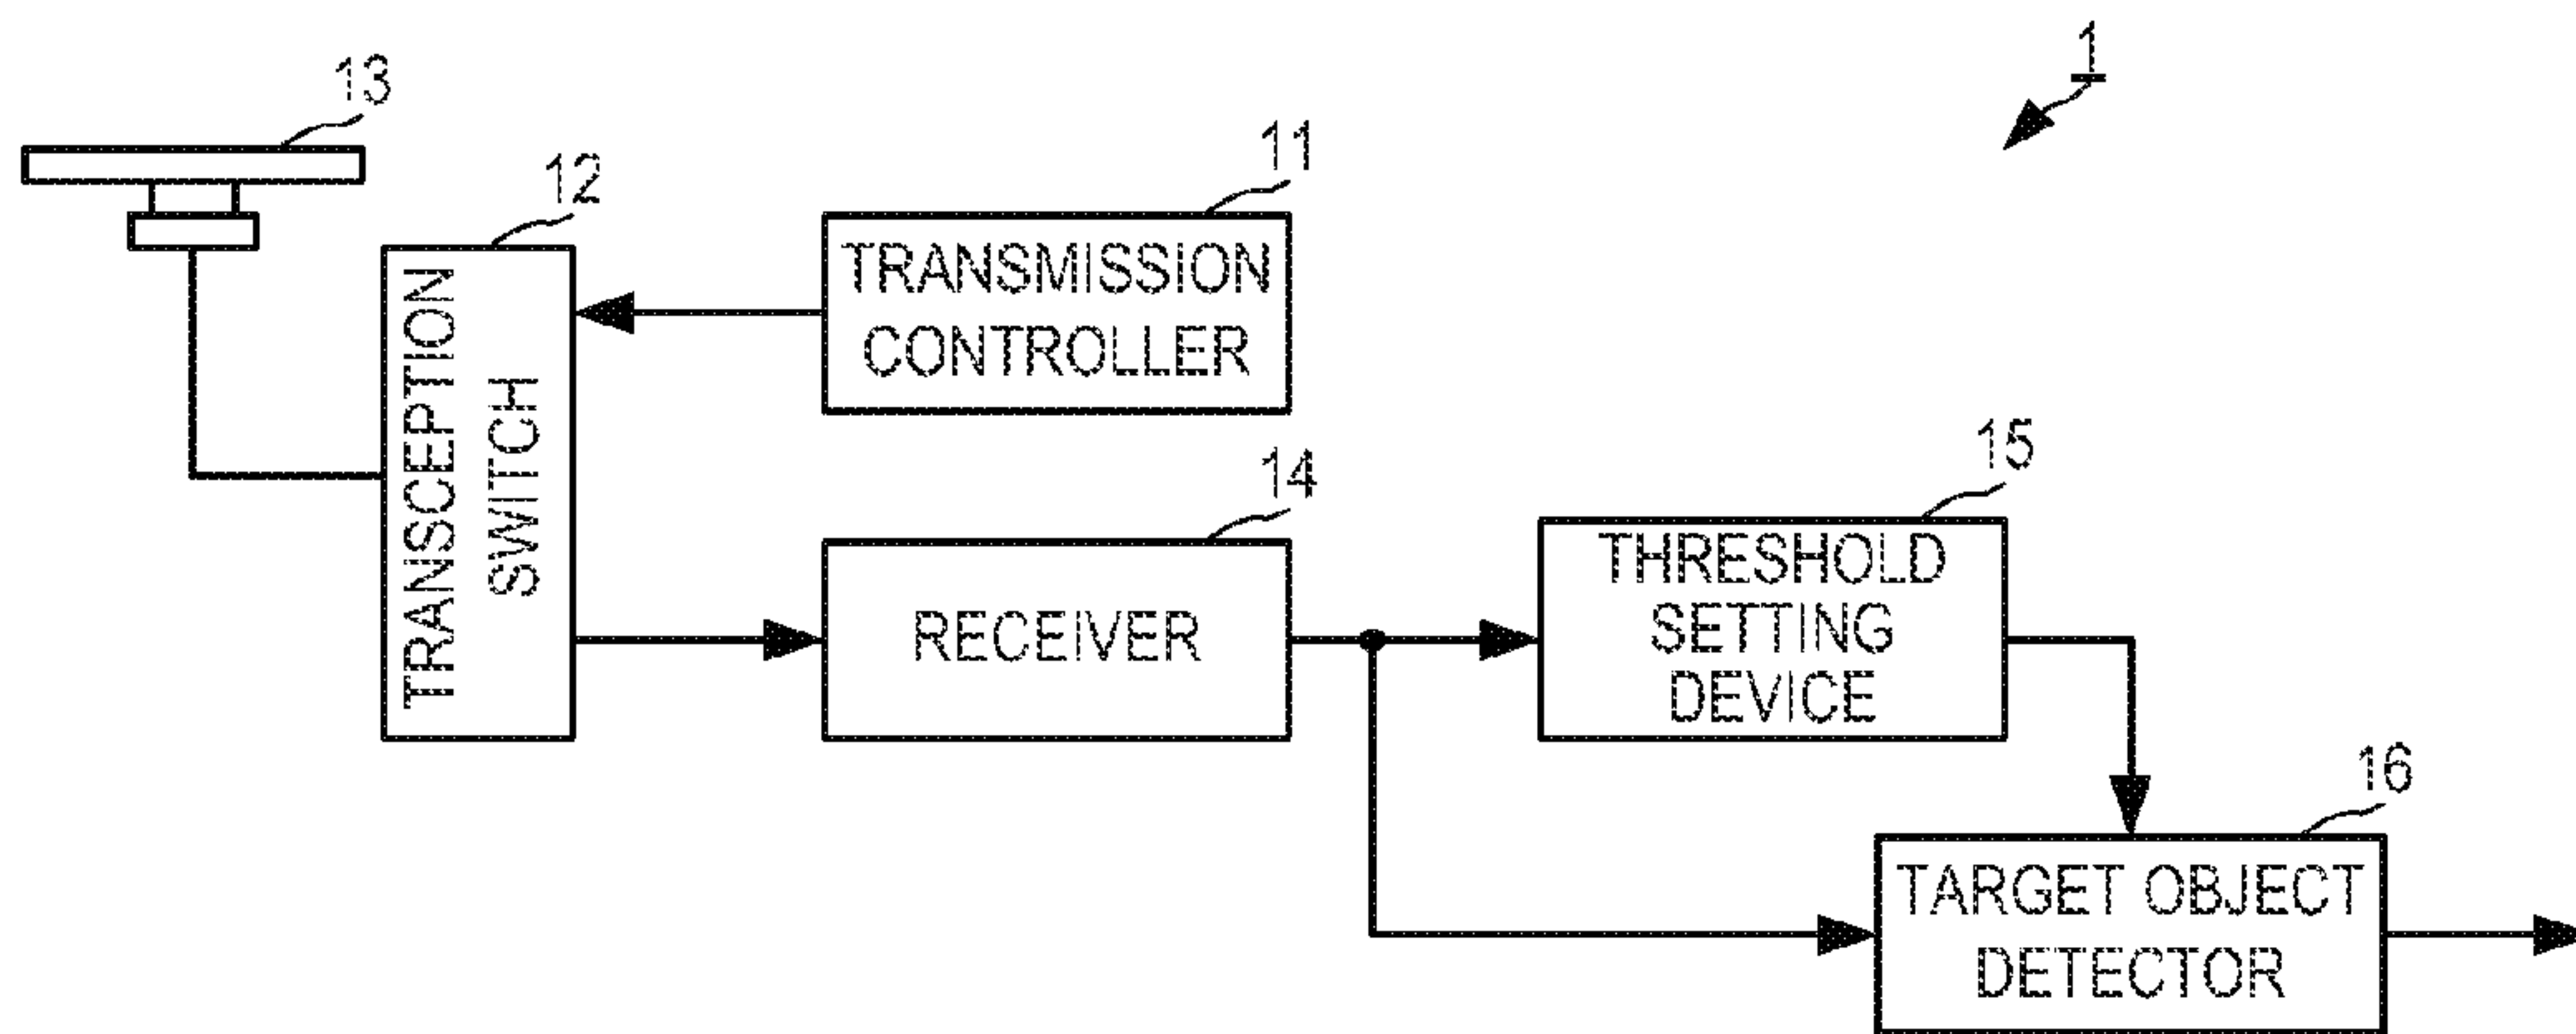 1
13
12
11
TRANSCEPTION
SWITCH
TRANSMISSION
CONTROLLER
14
RECEIVER
15
THRESHOLD
SETTING
DEVICE
16
TARGET OBJECT
DETECTOR